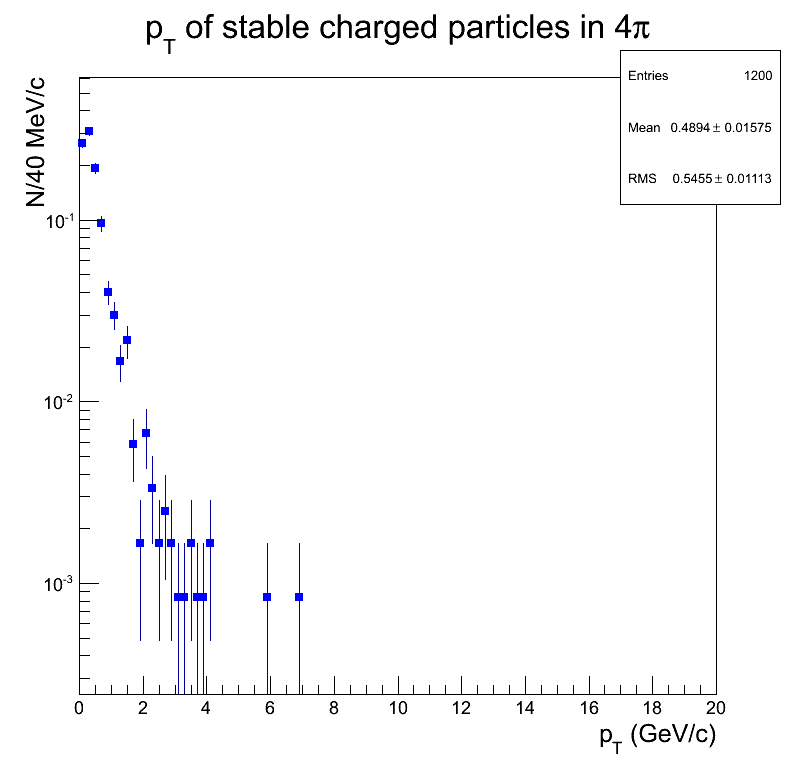 pT of stable charged particles in 4π
Entries 1200
Mean 0.4894 ± 0.01575
RMS 0.5455 ± 0.01113
N/40 MeV/c
10-1
10-2
10-3
0 2 4 6 8 10 12 14 16 18 20
pT (GeV/c)